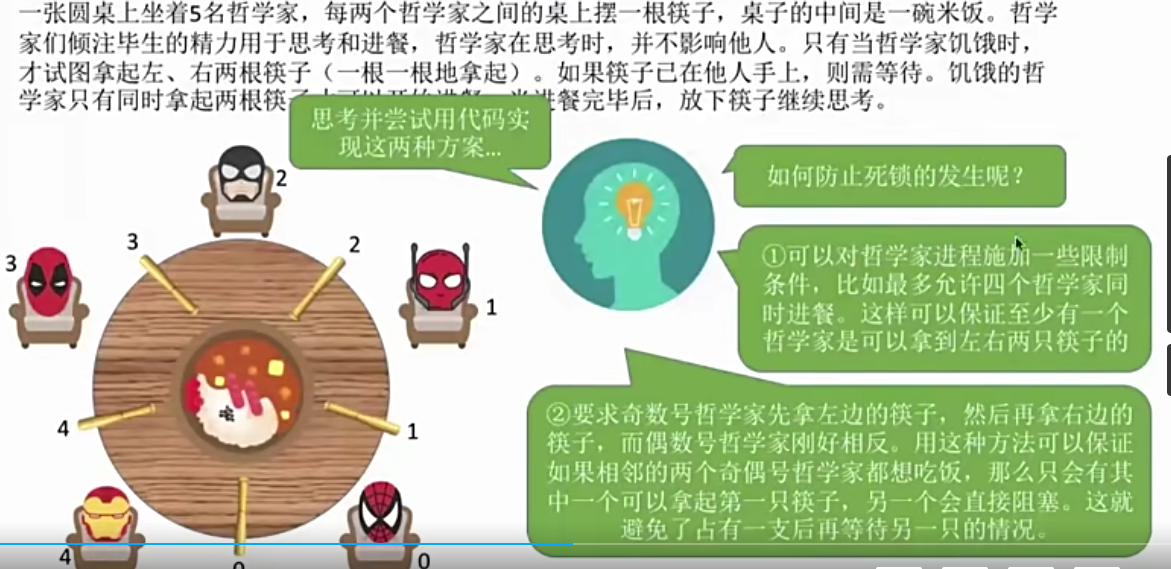 一张圆桌上坐着5名哲学家，每两个哲学家之间的桌上摆一根筷子，桌子的中间是一碗米饭。哲学
家们倾注毕生的精力用于思考和进餐，哲学家在思考时，并不影响他人。只有当哲学家饥饿时，
才试图拿起左、右两根筷子（一根一根地拿起）。如果筷子已在他人手上，则需等待。饥饿的哲
学家只有同时拿起两根筷 进餐完毕后，放下筷子继续思考。
思考并尝试用代码实
现这两种方案...
如何防止死锁的发生呢？
①可以对哲学家进程施加一些限制
条件，比如最多允许四个哲学家同
时进餐。这样可以保证至少有一个
哲学家是可以拿到左右两只筷子的
②要求奇数号哲学家先拿左边的筷子，然后再拿右边的
筷子，而偶数号哲学家刚好相反。用这种方法可以保证
如果相邻的两个奇偶号哲学家都想吃饭，那么只会有其
中一个可以拿起第一只筷子，另一个会直接阻塞。这就
避免了占有一支后再等待另一只的情况。
2
3
2
3
1
4
1
4
0
0